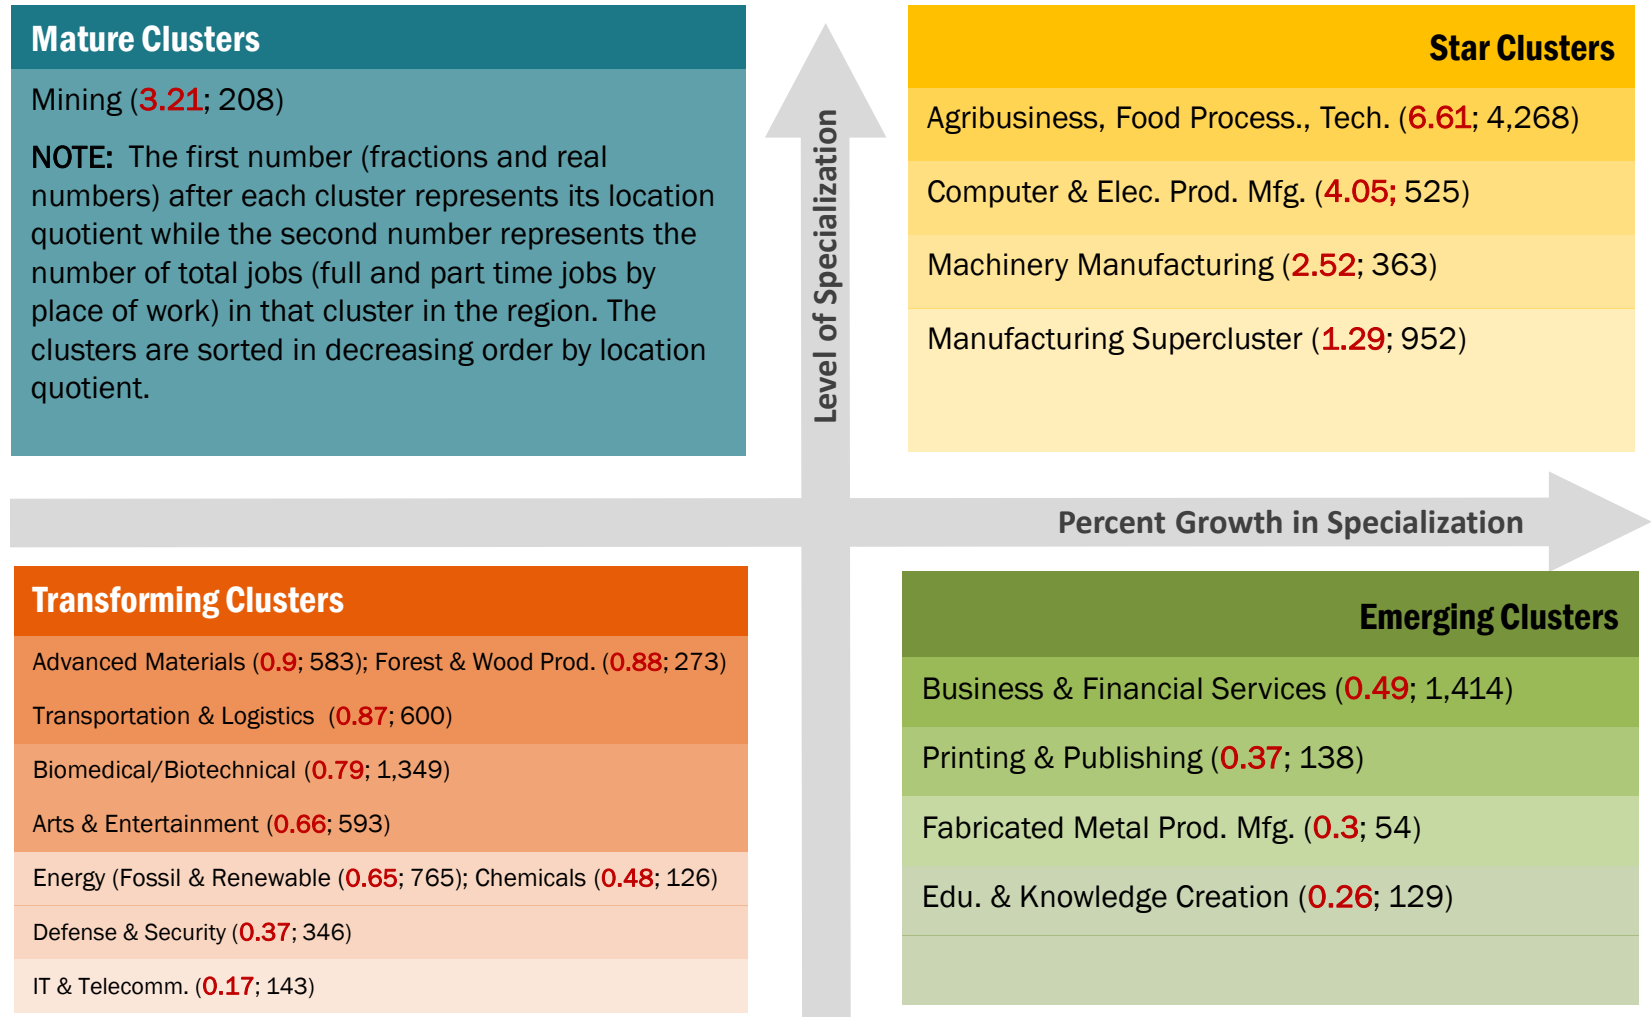 Mature Clusters
Mining (3.21; 208)
NOTE: The first number (fractions and real
numbers) after each cluster represents its location
quotient while the second number represents the
number of total jobs (full and part time jobs by
place of work) in that cluster in the region. The
clusters are sorted in decreasing order by location
quotient.
Level of Specialization
Star Clusters
Agribusiness, Food Process., Tech. (6.61; 4,268)
Computer & Elec. Prod. Mfg. (4.05; 525)
Machinery Manufacturing (2.52; 363)
Manufacturing Supercluster (1.29; 952)
Percent Growth in Specialization
Transforming Clusters
Advanced Materials (0.9; 583); Forest & Wood Prod. (0.88; 273)
Transportation & Logistics (0.87; 600)
Biomedical/Biotechnical (0.79; 1,349)
Arts & Entertainment (0.66; 593)
Energy (Fossil & Renewable (0.65; 765); Chemicals (0.48; 126)
Defense & Security (0.37; 346)
IT & Telecomm. (0.17; 143)
Emerging Clusters
Business & Financial Services (0.49; 1,414)
Printing & Publishing (0.37; 138)
Fabricated Metal Prod. Mfg. (0.3; 54)
Edu. & Knowledge Creation (0.26; 129)